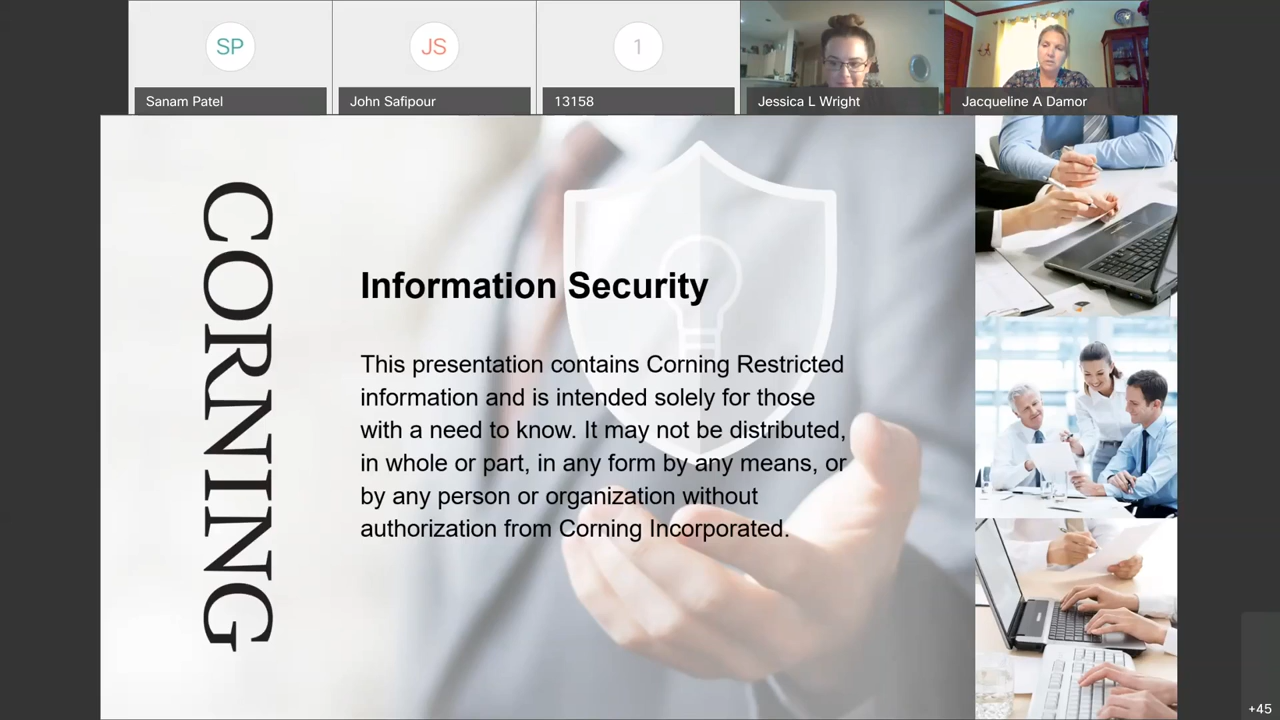 SP
JS
1
Sanam Patel
John Safipour
13158
Jessica L Wright
Jacqueline A Damor
CORNING
Information Security
This presentation contains Corning Restricted
information and is intended solely for those
with a need to know. It may not be distributed,
in whole or part, in any form by any means, or
by any person or organization without
authorization from Corning Incorporated.
+45